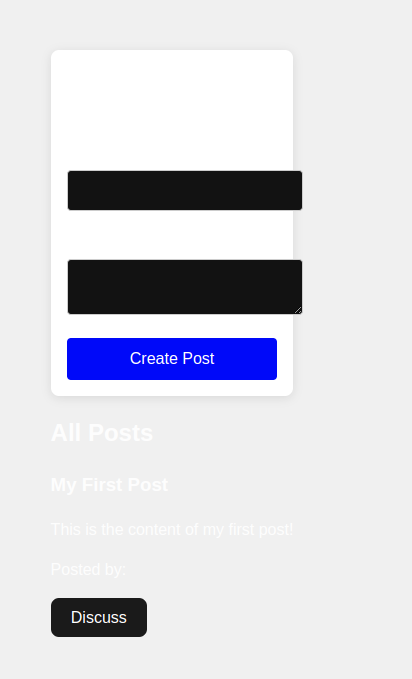 Create Post
All Posts
My First Post
This is the content of my first post!
Posted by:
Discuss